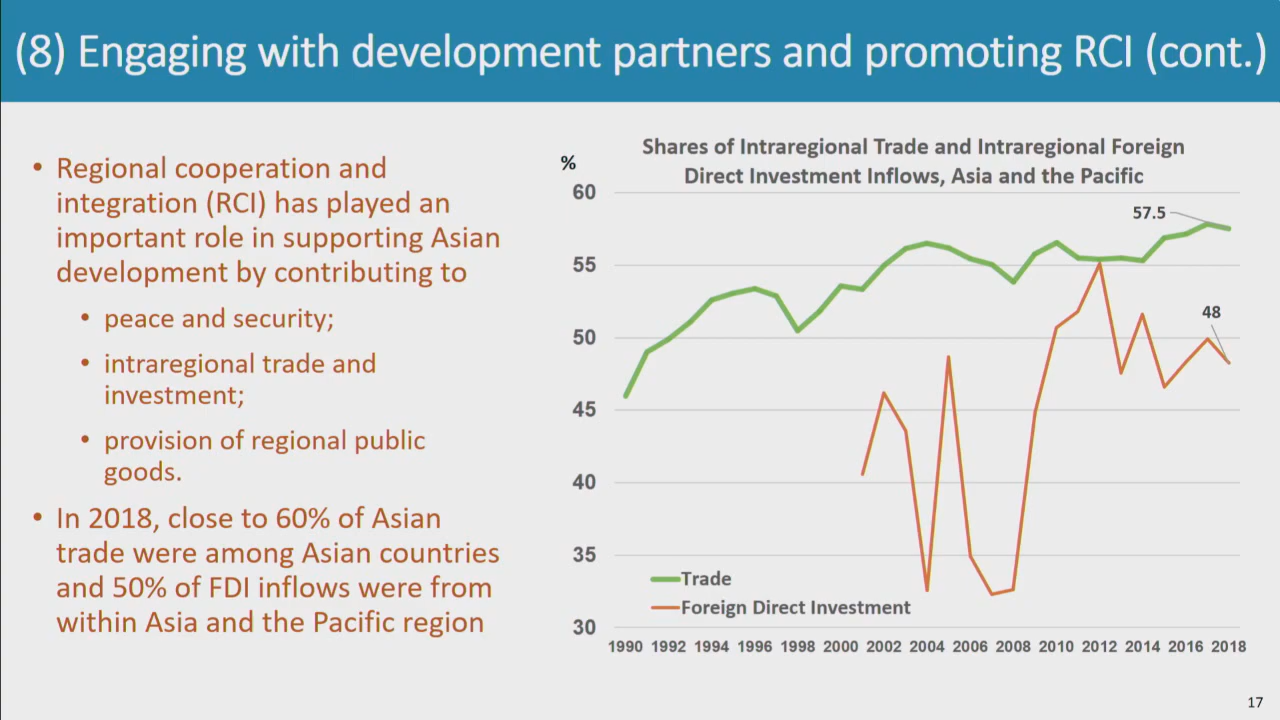 (8) Engaging with development partners and promoting RCI (cont.)
• Regional cooperation and
integration (RCI) has played an
important role in supporting Asian
development by contributing to
• peace and security;
• intraregional trade and
investment;
• provision of regional public
goods.
• In 2018, close to 60% of Asian
trade were among Asian countries
and 50% of FDI inflows were from
within Asia and the Pacific region
Shares of Intraregional Trade and Intraregional Foreign
Direct Investment Inflows, Asia and the Pacific
%
60
55
50
45
40
35
30
57.5
48
Trade
Foreign Direct Investment
1990 1992 1994 1996 1998 2000 2002 2004 2006 2008 2010 2012 2014 2016 2018
17